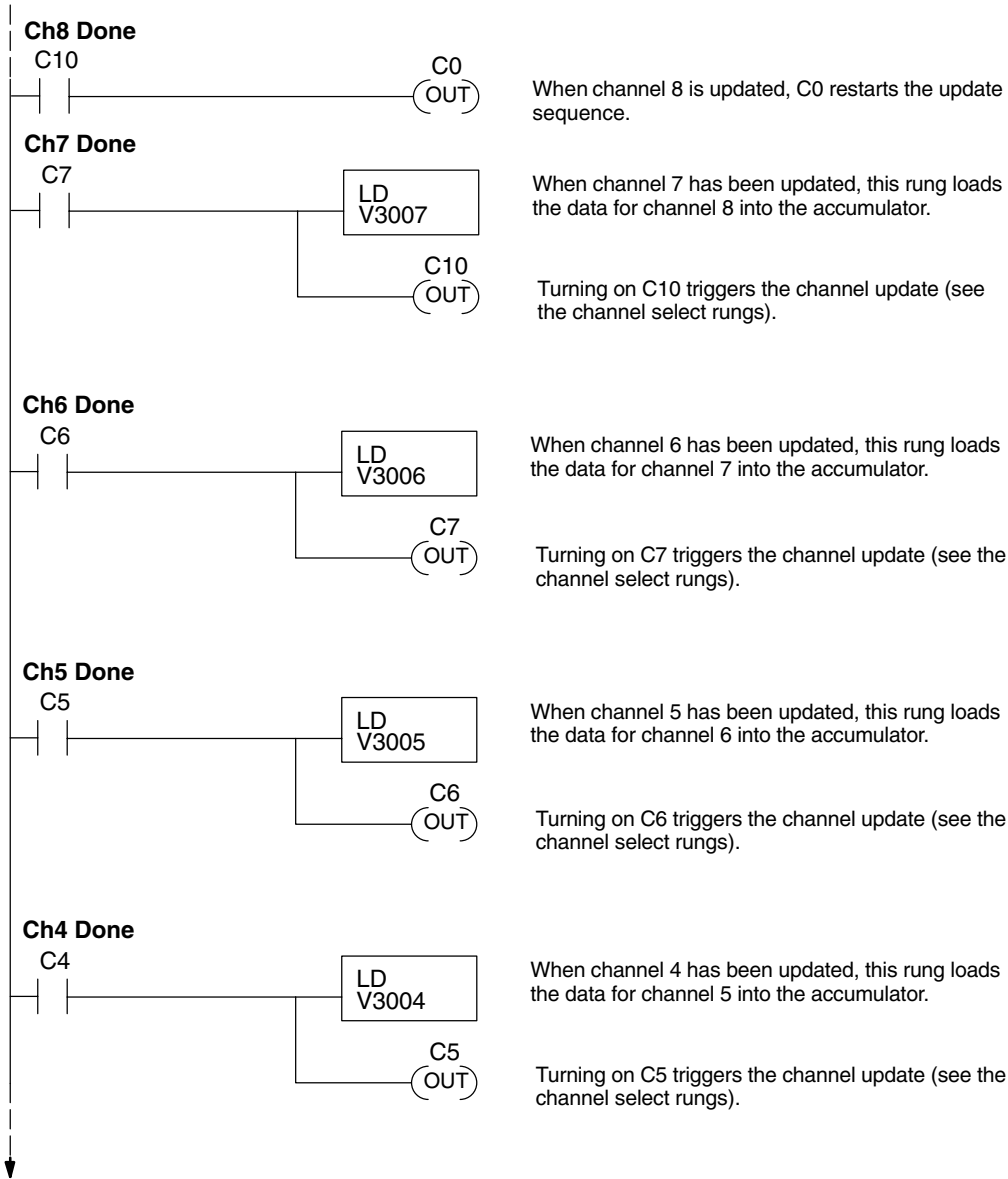 Ch8 Done
C10
C0
OUT
When channel 8 is updated, C0 restarts the update
sequence.
Ch7 Done
C7
LD
V3007
When channel 7 has been updated, this rung loads
the data for channel 8 into the accumulator.
C10
OUT
Turning on C10 triggers the channel update (see
the channel select rungs).
Ch6 Done
C6
LD
V3006
When channel 6 has been updated, this rung loads
the data for channel 7 into the accumulator.
C7
OUT
Turning on C7 triggers the channel update (see the
channel select rungs).
Ch5 Done
C5
LD
V3005
When channel 5 has been updated, this rung loads
the data for channel 6 into the accumulator.
C6
OUT
Turning on C6 triggers the channel update (see the
channel select rungs).
Ch4 Done
C4
LD
V3004
When channel 4 has been updated, this rung loads
the data for channel 5 into the accumulator.
C5
OUT
Turning on C5 triggers the channel update (see the
channel select rungs).